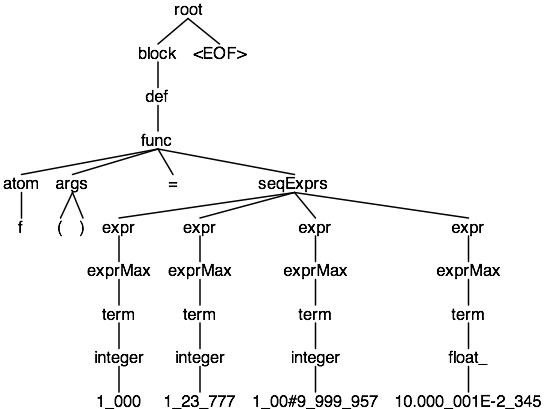 root
block <EOF>
def
func
atom args = seqExprs
f ( ) expr expr expr expr
exprMax exprMax exprMax exprMax
term term term term
integer integer integer float_
1_000 1_23_777 1_00#9_999_957 10.000_001E-2_345